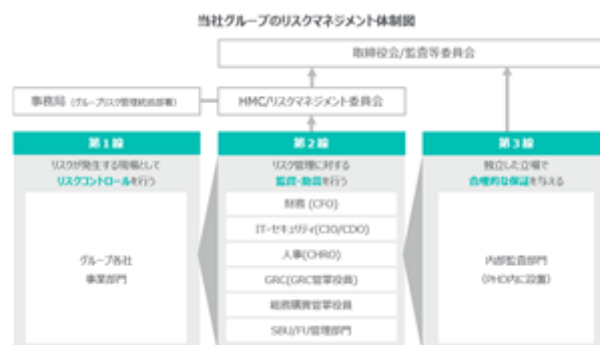 当社グループのリスクマネジメント体制図
取締役会/監査等委員会
事務局 (グループリスク管理統括部署)
HMC/リスクマネジメント委員会
第1線
リスクが発生する現場として
リスクコントロールを行う
グループ各社
事業部門
第2線
リスク管理に対する
監督・助言を行う
財務 (CFO)
IT・セキュリティ(CIO/CDO)
人事(CHRO)
GRC(GRC管掌役員)
総務購買管掌役員
SBU/FU管理部門
第3線
独立した立場で
合理的な保証を与える
内部監査部門
(PHD内に設置)